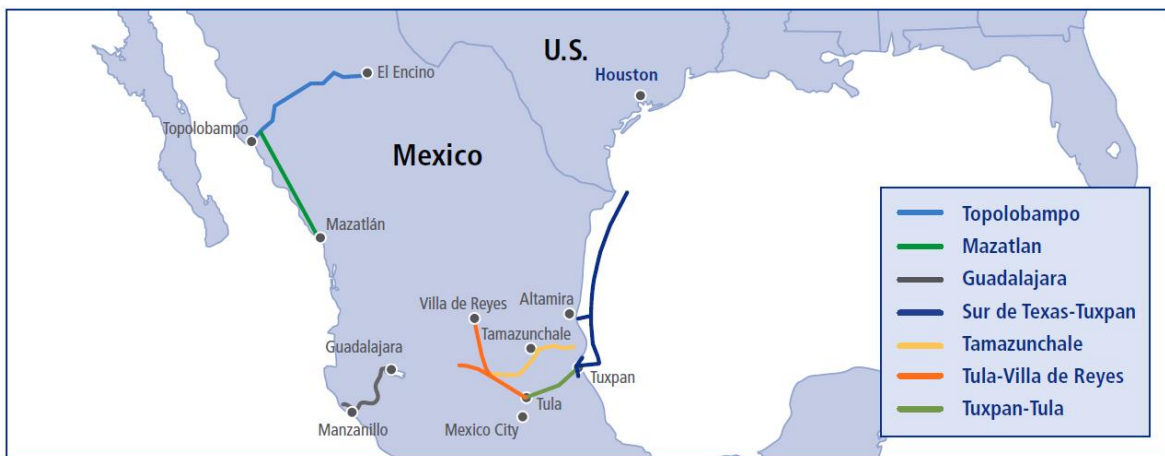 U.S.
Houston
El Encino
Topolobampo
Mexico
Mazatlán
Villa de Reyes
Altamira
Tamazunchale
Guadalajara
Tuxpan
Tula
Manzanillo
Mexico City
Topolobampo
Mazatlan
Guadalajara
Sur de Texas-Tuxpan
Tamazunchale
Tula-Villa de Reyes
Tuxpan-Tula